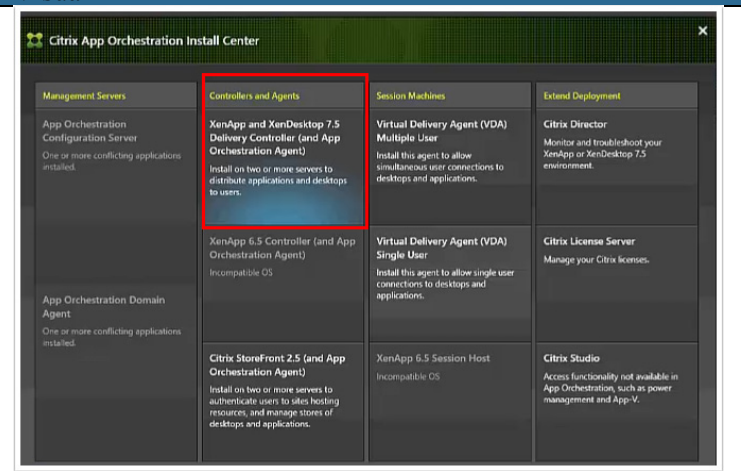 Citrix App Orchestration Install Center
×
Management Servers
App Orchestration
Configuration Server
One or more conflicting applications
installed.
App Orchestration Domain
Agent
One or more conflicting applications
installed.
Controllers and Agents
XenApp and XenDesktop 7.5
Delivery Controller (and App
Orchestration Agent)
Install on two or more servers to
distribute applications and desktops
to users.
XenApp 6.5 Controller (and App
Orchestration Agent)
Incompatible OS
Citrix StoreFront 2.5 (and App
Orchestration Agent)
Install on two or more servers to
authenticate users to sites hosting
resources, and manage stores of
desktops and applications.
Session Machines
Virtual Delivery Agent (VDA)
Multiple User
Install this agent to allow
simultaneous user connections to
desktops and applications.
Virtual Delivery Agent (VDA)
Single User
Install this agent to allow single user
connections to desktops and
applications.
XenApp 6.5 Session Host
Incompatible OS
Extend Deployment
Citrix Director
Monitor and troubleshoot your
XenApp or XenDesktop 7.5
environment.
Citrix License Server
Manage your Citrix licenses.
Citrix Studio
Access functionality not available in
App Orchestration, such as power
management and App-V.